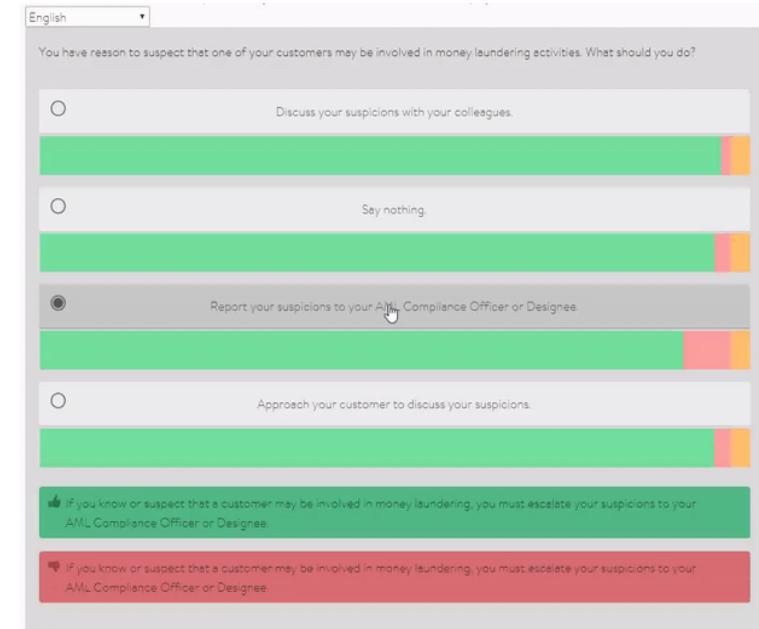 English
You have reason to suspect that one of your customers may be involved in money laundering activities. What should you do?
Discuss your suspicions with your colleagues.
Say nothing.
Report your suspicions to your AML Compliance Officer or Designee.
Approach your customer to discuss your suspicions.
If you know or suspect that a customer may be involved in money laundering, you must escalate your suspicions to your
AML Compliance Officer or Designee.
If you know or suspect that a customer may be involved in money laundering, you must escalate your suspicions to your
AML Compliance Officer or Designee.